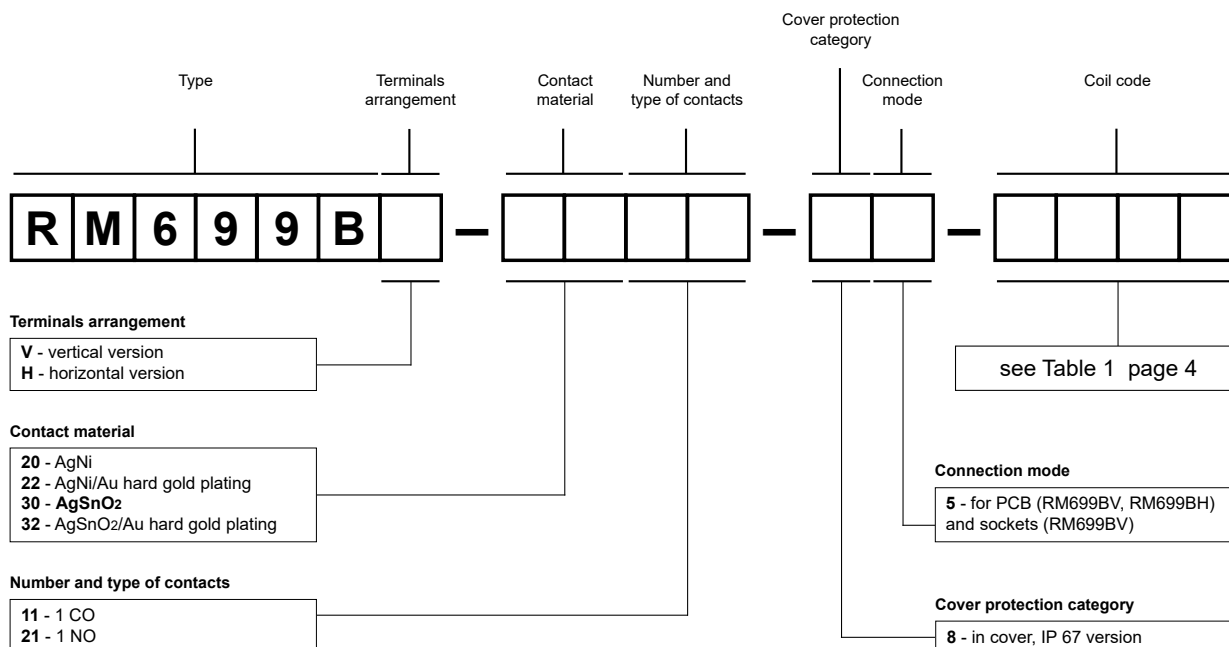 Cover protection
category
Type
Terminals
arrangement
Contact
material
Number and
type of contacts
Connection
mode
Coil code
RM699B – – –
Terminals arrangement
V - vertical version
H - horizontal version
see Table 1 page 4
Contact material
20 - AgNi
22 - AgNi/Au hard gold plating
30 - AgSnO2
32 - AgSnO2/Au hard gold plating
Connection mode
5 - for PCB (RM699BV, RM699BH)
and sockets (RM699BV)
Number and type of contacts
11 - 1 CO
21 - 1 NO
Cover protection category
8 - in cover, IP 67 version